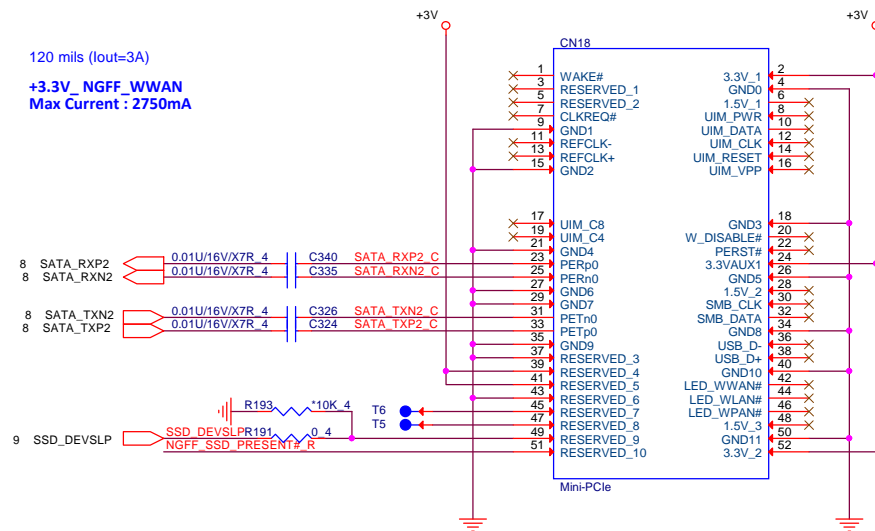 +3V
+3V
120 mils (Iout=3A)
+3.3V_ NGFF_WWAN
Max Current : 2750mA
CN18
1 WAKE# 3.3V_1 2
3 RESERVED_1 GND0 4
5 RESERVED_2 1.5V_1 6
7 CLKREQ# UIM_PWR 8
9 GND1 UIM_DATA 10
11 REFCLK- UIM_CLK 12
13 REFCLK+ UIM_RESET 14
15 GND2 UIM_VPP 16
17 UIM_C8 GND3 18
19 UIM_C4 W_DISABLE# 20
21 GND4 PERST# 22
8 SATA_RXP2 0.01U/16V/X7R_4 C340 SATA_RXP2_C 23 PERp0 3.3VAUX1 24
8 SATA_RXN2 0.01U/16V/X7R_4 C335 SATA_RXN2_C 25 PERn0 GND5 26
27 GND6 1.5V_2 28
29 GND7 SMB_CLK 30
8 SATA_TXN2 0.01U/16V/X7R_4 C326 SATA_TXN2_C 31 PETn0 SMB_DATA 32
8 SATA_TXP2 0.01U/16V/X7R_4 C324 SATA_TXP2_C 33 PETp0 GND8 34
35 GND9 USB_D- 36
37 RESERVED_3 USB_D+ 38
39 RESERVED_4 GND10 40
41 RESERVED_5 LED_WWAN# 42
43 RESERVED_6 LED_WLAN# 44
R193 *10K_4 T6 45 RESERVED_7 LED_WPAN# 46
T5 47 RESERVED_8 1.5V_3 48
9 SSD_DEVSLP SSD_DEVSLP R191 0_4 49 RESERVED_9 GND11 50
NGFF_SSD_PRESENT#_R 51 RESERVED_10 3.3V_2 52
Mini-PCIe